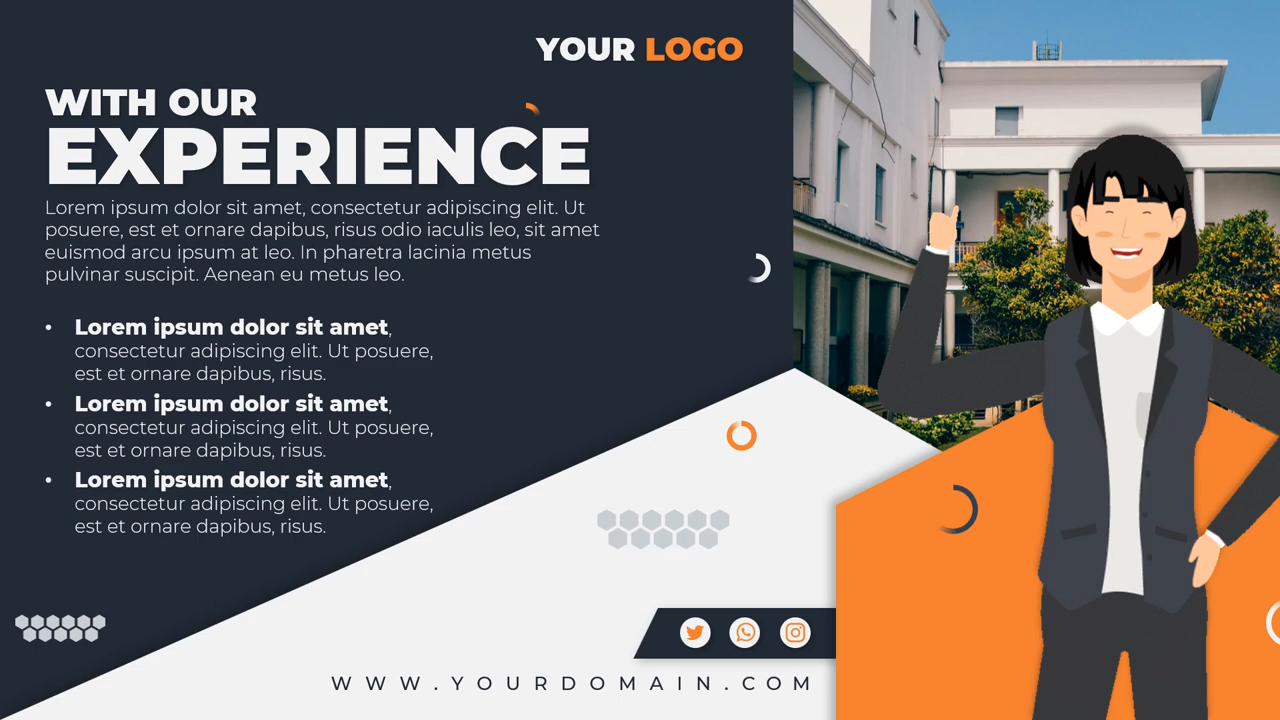 YOUR LOGO
WITH OUR
EXPERIENCE
Lorem ipsum dolor sit amet, consectetur adipiscing elit. Ut
posuere, est et ornare dapibus, risus odio iaculis leo, sit amet
euismod arcu ipsum at leo. In pharetra lacinia metus
pulvinar suscipit. Aenean eu metus leo.
• Lorem ipsum dolor sit amet,
consectetur adipiscing elit. Ut posuere,
est et ornare dapibus, risus.
• Lorem ipsum dolor sit amet,
consectetur adipiscing elit. Ut posuere,
est et ornare dapibus, risus.
• Lorem ipsum dolor sit amet,
consectetur adipiscing elit. Ut posuere,
est et ornare dapibus, risus.
WWW.YOURDOMAIN.COM